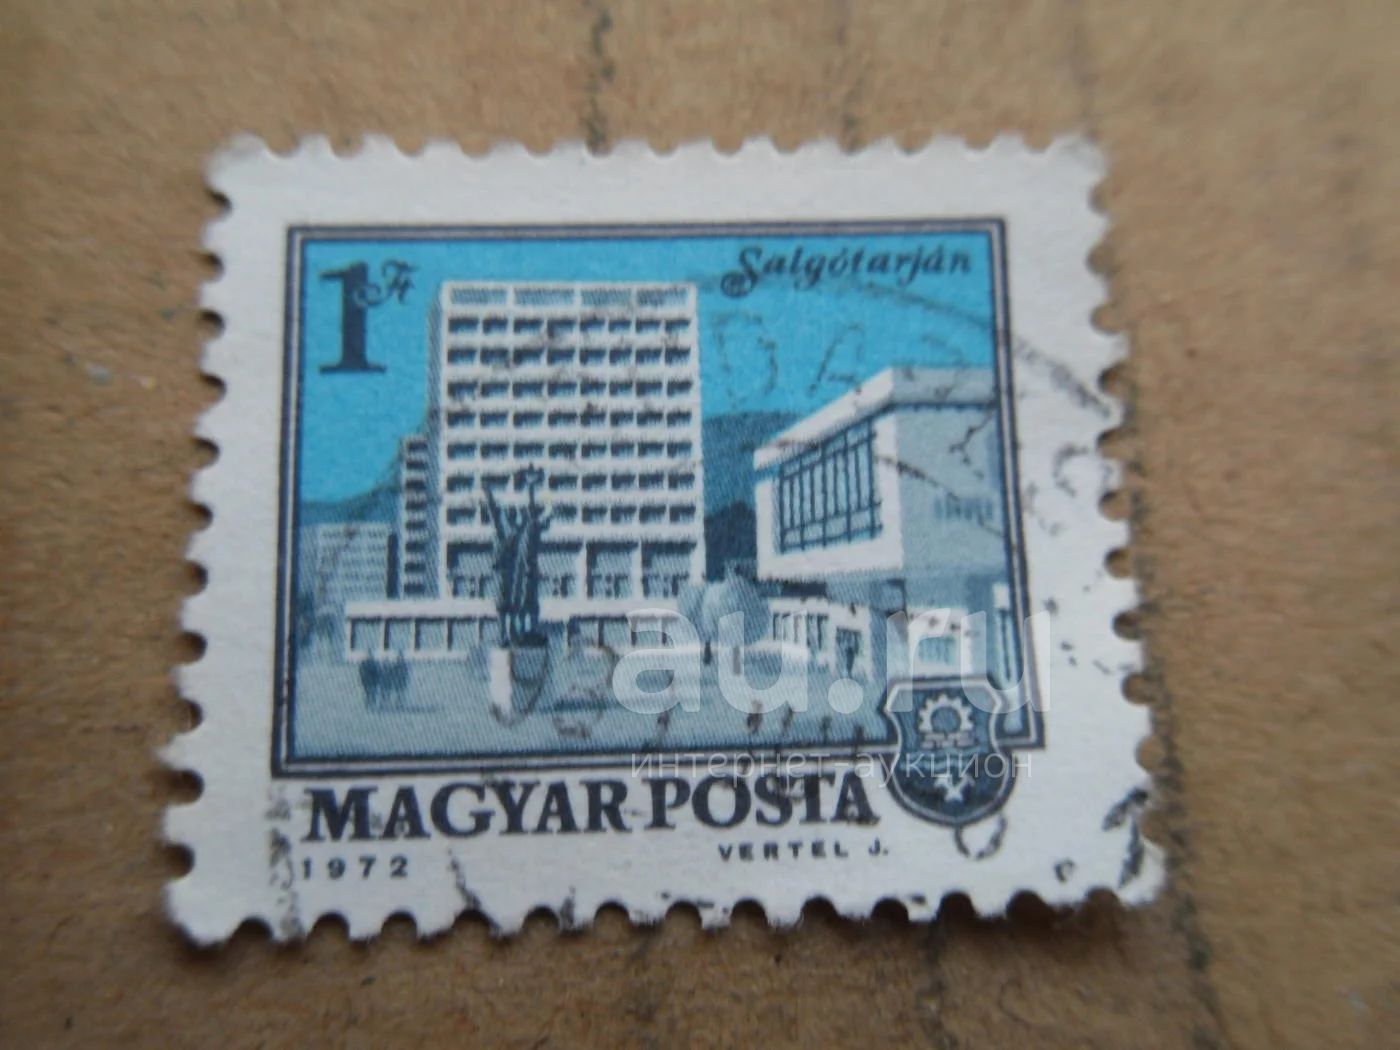 1 Ft
Salgótarján
au.ru
интернет-аукцион
MAGYAR POSTA
1972
VERTEL J.